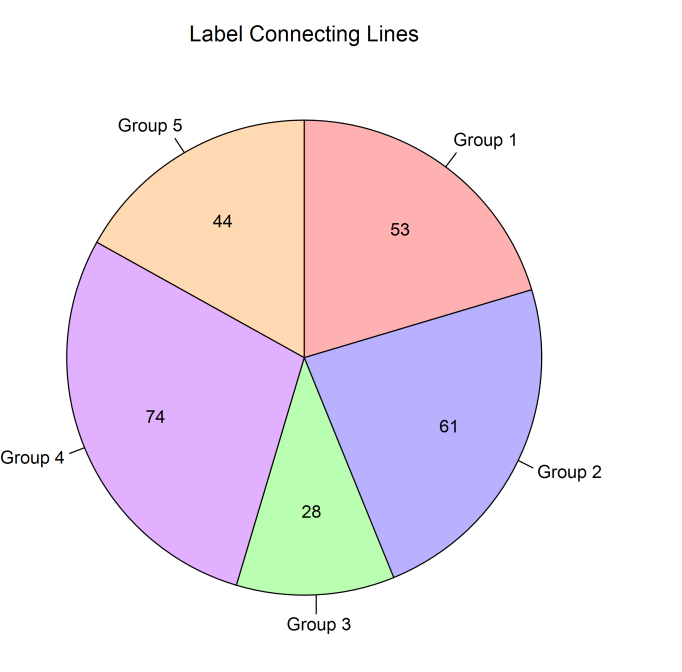 Label Connecting Lines
Group 5
Group 1
44
53
74
61
Group 4
Group 2
28
Group 3